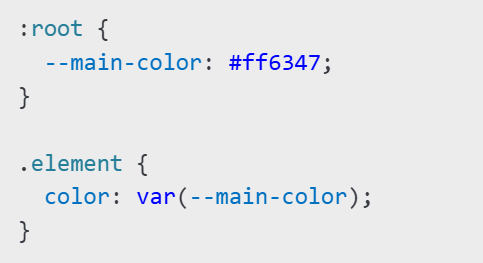 :root {
  --main-color: #ff6347;
}

.element {
  color: var(--main-color);
}